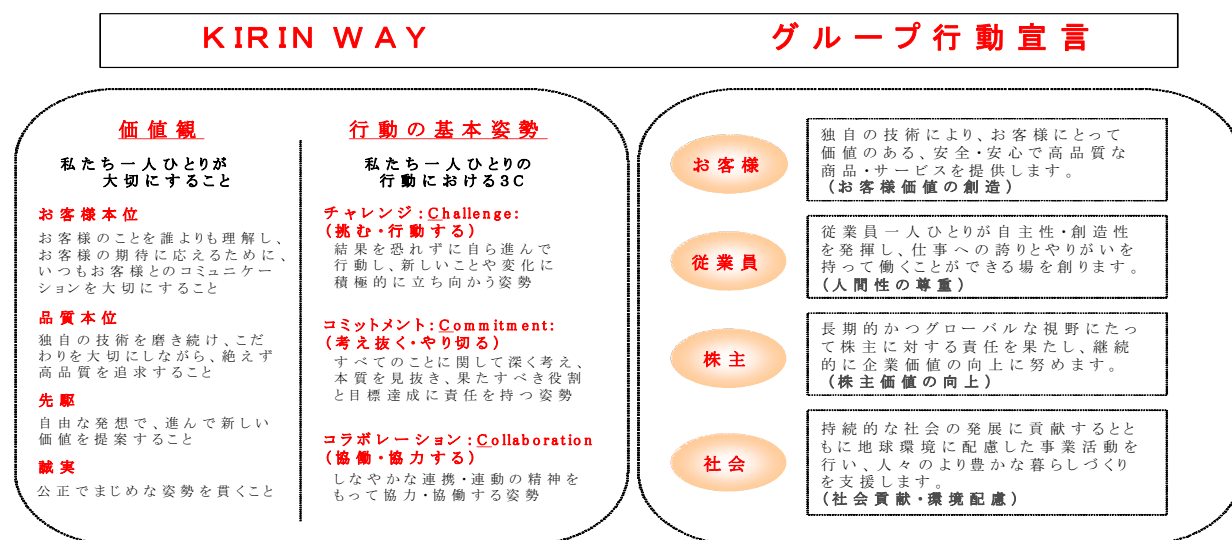 KIRIN WAY
グループ行動宣言
価値観
私たち一人ひとりが
大切にすること
お客様本位
お客様のことを誰よりも理解し、
お客様の期待に応えるために、
いつもお客様とのコミュニケー
ションを大切にすること
品質本位
独自の技術を磨き続け、こだ
わりを大切にしながら、絶えず
高品質を追求すること
先駆
自由な発想で、進んで新しい
価値を提案すること
誠実
公正でまじめな姿勢を貫くこと
行動の基本姿勢
私たち一人ひとりの
行動における3C
チャレンジ:Challenge:
(挑む・行動する)
結果を恐れずに自ら進んで
行動し、新しいことや変化に
積極的に立ち向かう姿勢
コミットメント:Commitment:
(考え抜く・やり切る)
すべてのことに関して深く考え、
本質を見抜き、果たすべき役割
と目標達成に責任を持つ姿勢
コラボレーション:Collaboration
(協働・協力する)
しなやかな連携・連動の精神を
もって協力・協働する姿勢
お客様
独自の技術により、お客様にとって
価値のある、安全・安心で高品質な
商品・サービスを提供します。
(お客様価値の創造)
従業員
従業員一人ひとりが自主性・創造性
を発揮し、仕事への誇りとやりがいを
持って働くことができる場を創ります。
(人間性の尊重)
株主
長期的かつグローバルな視野にたっ
て株主に対する責任を果たし、継続
的に企業価値の向上に努めます。
(株主価値の向上)
社会
持続的な社会の発展に貢献するとと
もに地球環境に配慮した事業活動を
行い、人々のより豊かな暮らしづくり
を支援します。
(社会貢献・環境配慮)